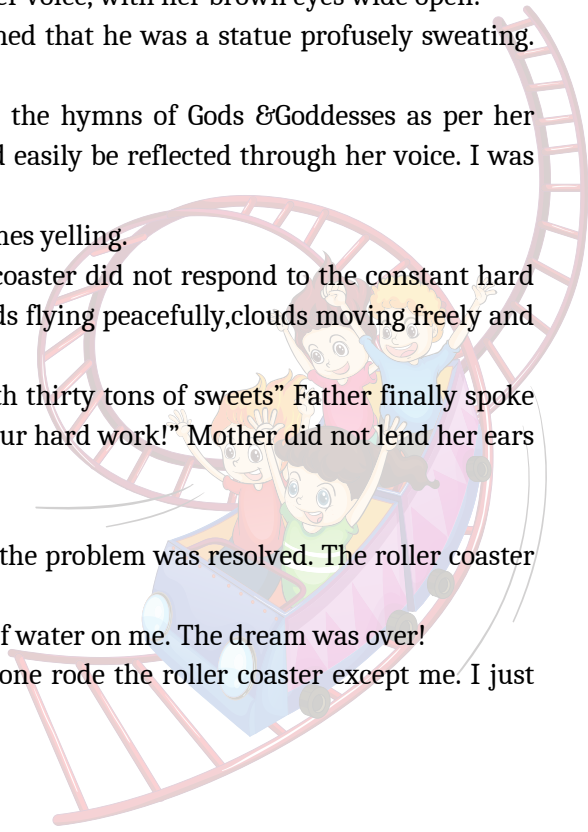 er voice, with her brown eyes wide open.
ned that he was a statue profusely sweating.
the hymns of Gods &Goddesses as per her
d easily be reflected through her voice. I was
nes yelling.
coaster did not respond to the constant hard
ds flying peacefully,clouds moving freely and
th thirty tons of sweets” Father finally spoke
ur hard work!” Mother did not lend her ears
the problem was resolved. The roller coaster
f water on me. The dream was over!
one rode the roller coaster except me. I just